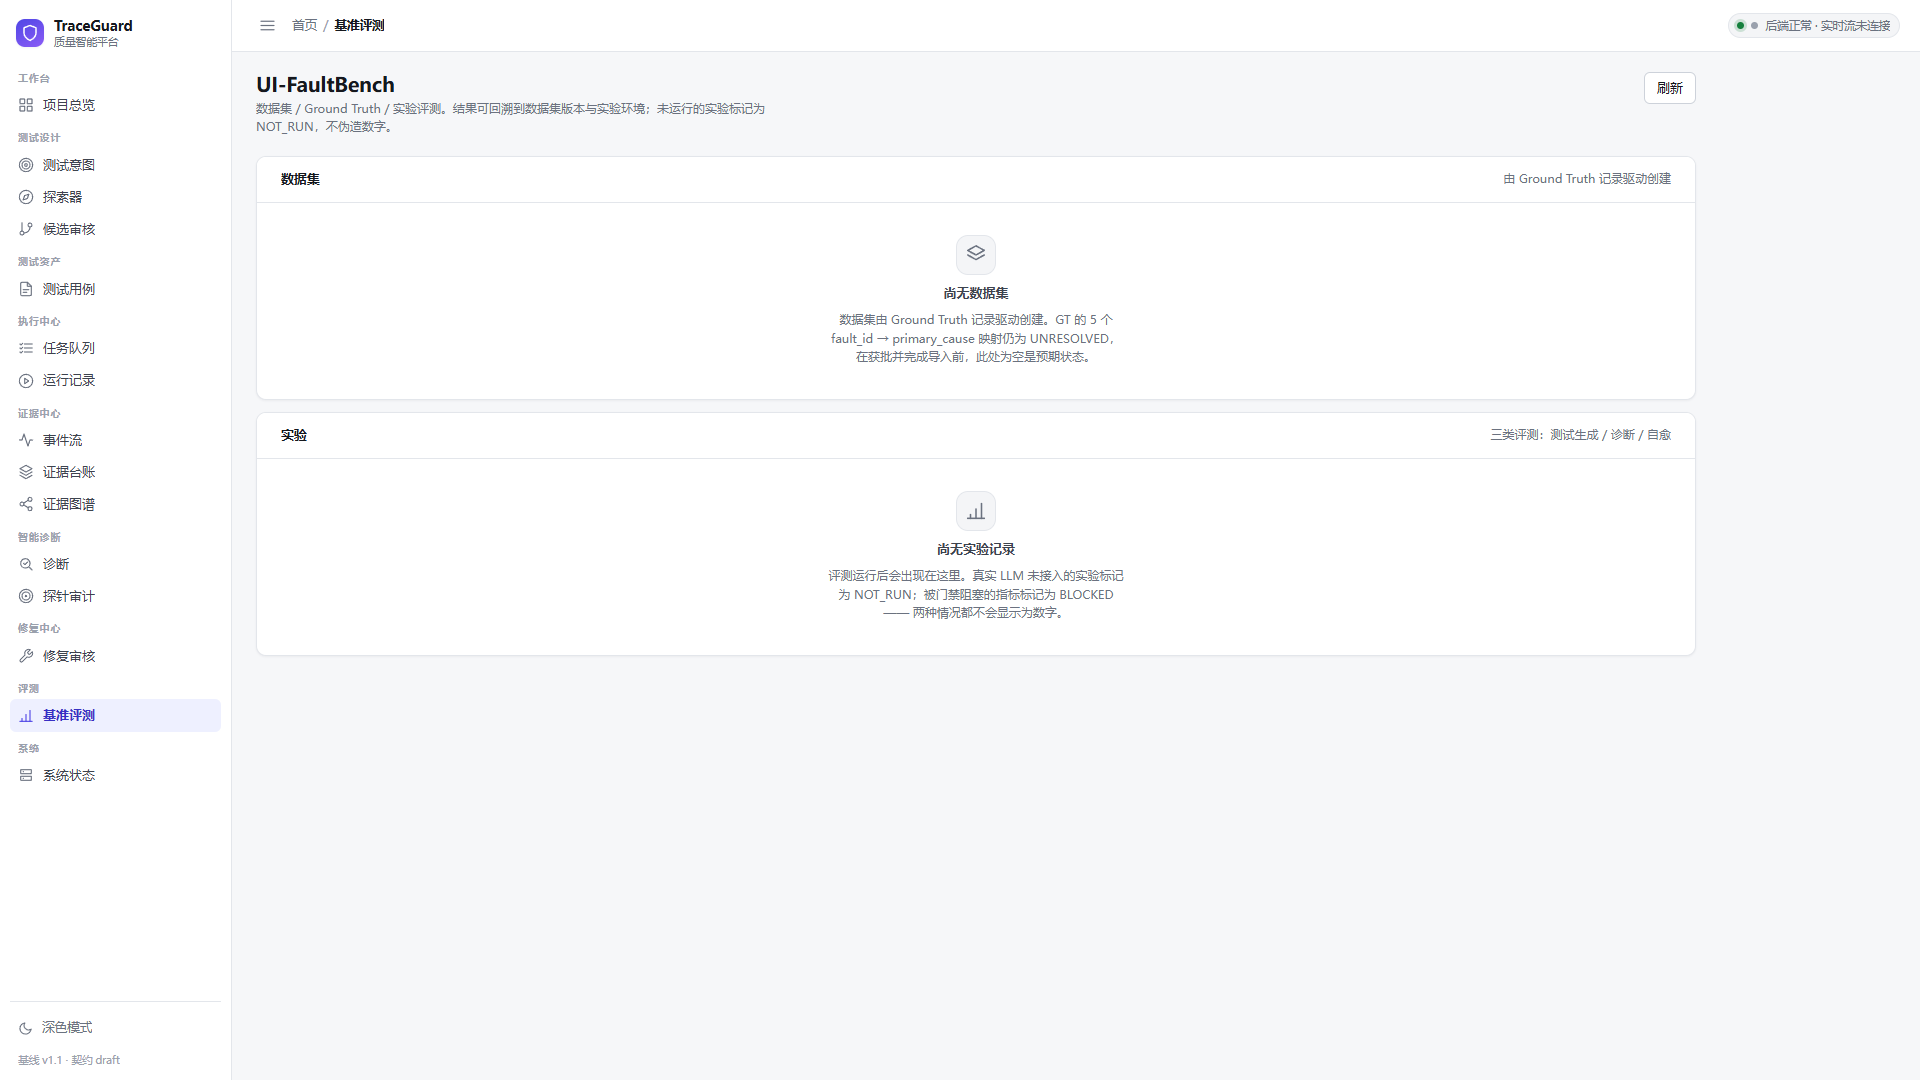 TraceGuard
质量智能平台
工作台
项目总览
测试设计
测试意图
探索器
候选审核
测试资产
测试用例
执行中心
任务队列
运行记录
证据中心
事件流
证据台账
证据图谱
智能诊断
诊断
探针审计
修复中心
修复审核
评测
基准评测
系统
系统状态
深色模式
基线 v1.1 · 契约 draft
首页 / 基准评测
后端正常 · 实时流未连接
UI-FaultBench
数据集 / Ground Truth / 实验评测。结果可回溯到数据集版本与实验环境；未运行的实验标记为
NOT_RUN，不伪造数字。
刷新
数据集
由 Ground Truth 记录驱动创建
尚无数据集
数据集由 Ground Truth 记录驱动创建。GT 的 5 个
fault_id → primary_cause 映射仍为 UNRESOLVED，
在获批并完成导入前，此处为空是预期状态。
实验
三类评测：测试生成 / 诊断 / 自愈
尚无实验记录
评测运行后会出现在这里。真实 LLM 未接入的实验标记
为 NOT_RUN；被门禁阻塞的指标标记为 BLOCKED
—— 两种情况都不会显示为数字。